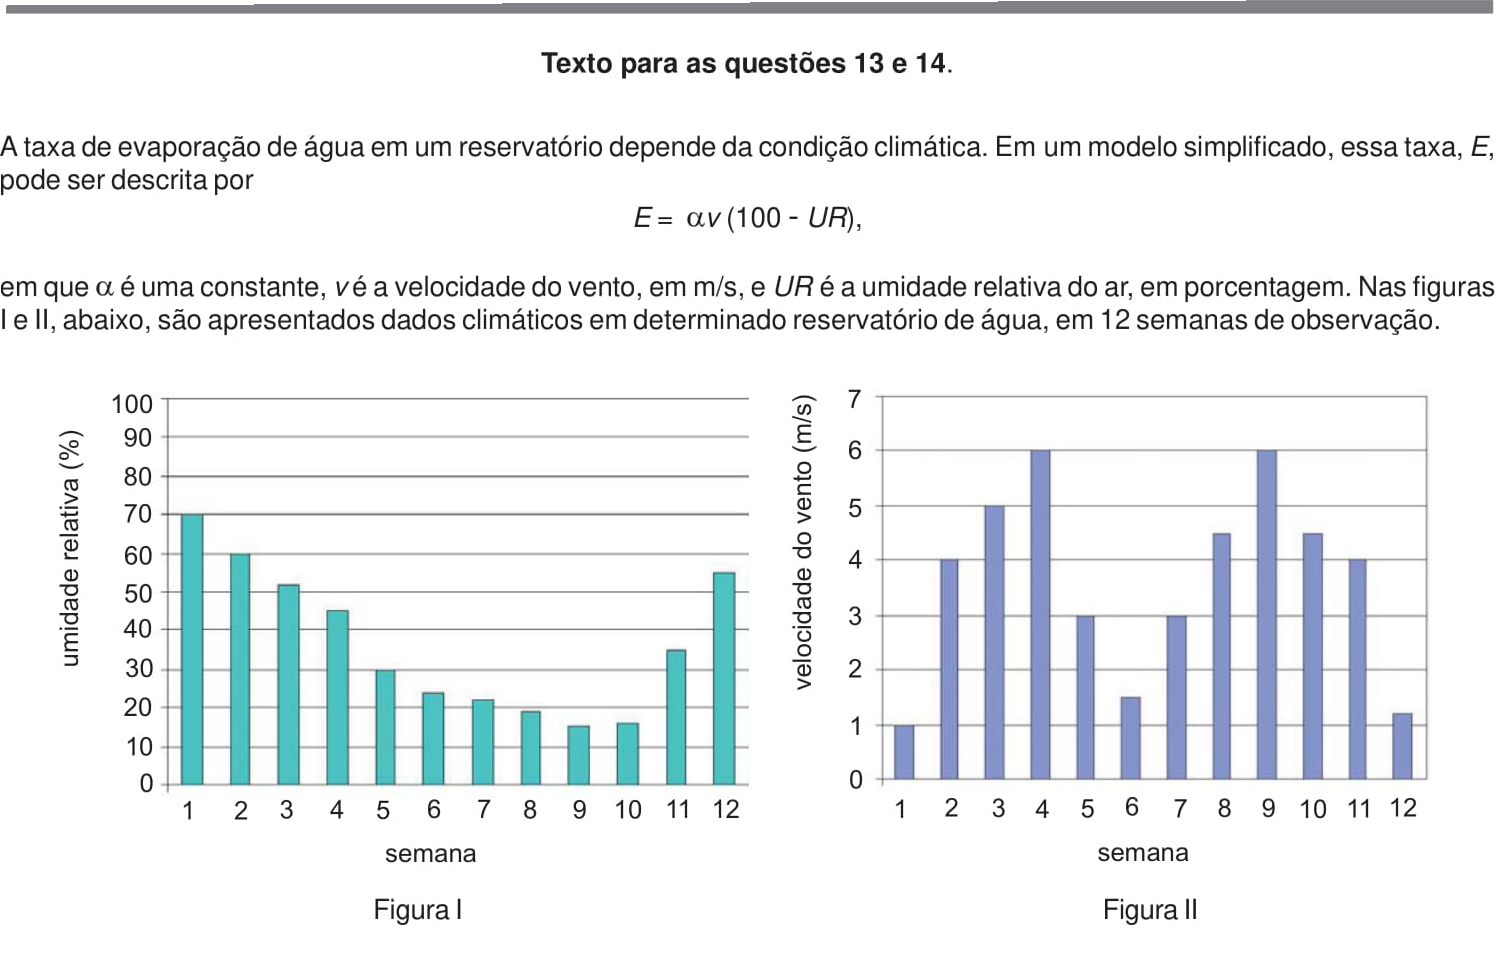 Texto para as questões 13 e 14.
A taxa de evaporação de água em um reservatório depende da condição climática. Em um modelo simplificado, essa taxa, E,
pode ser descrita por
E = αv (100 - UR),
em que α é uma constante, v é a velocidade do vento, em m/s, e UR é a umidade relativa do ar, em porcentagem. Nas figuras
I e II, abaixo, são apresentados dados climáticos em determinado reservatório de água, em 12 semanas de observação.
umidade relativa (%)
100
90
80
70
60
50
40
30
20
10
0
1 2 3 4 5 6 7 8 9 10 11 12
semana
Figura I
velocidade do vento (m/s)
7
6
5
4
3
2
1
0
1 2 3 4 5 6 7 8 9 10 11 12
semana
Figura II